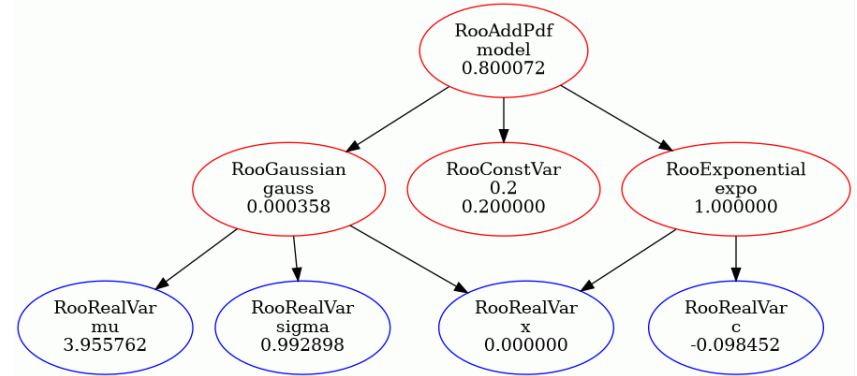 RooAddPdf
model
0.800072
RooGaussian
gauss
0.000358
RooConstVar
0.2
0.200000
RooExponential
expo
1.000000
RooRealVar
mu
3.955762
RooRealVar
sigma
0.992898
RooRealVar
x
0.000000
RooRealVar
c
-0.098452